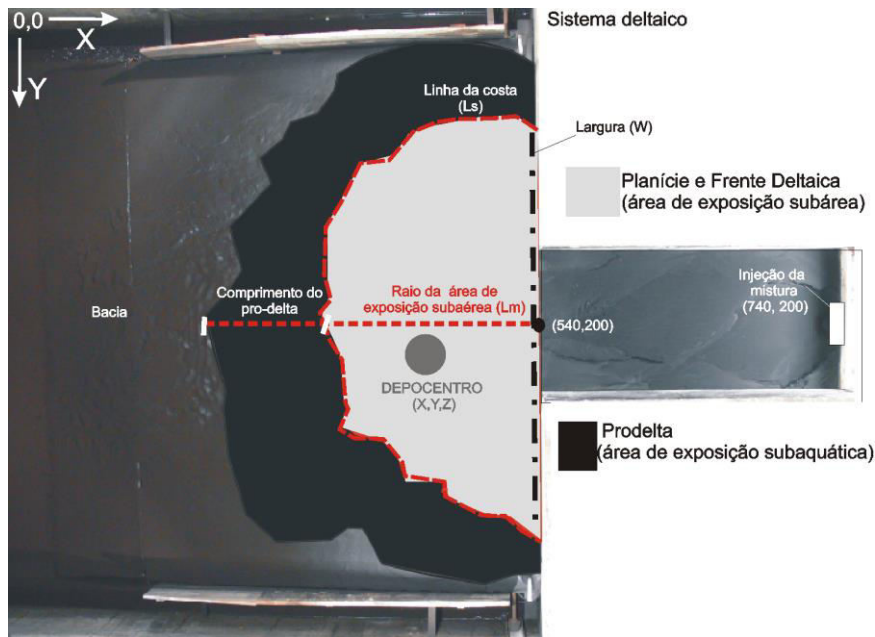 0,0
X
Y
Sistema deltaico
Linha da costa
(Ls)
Largura (W)
Planície e Frente Deltaica
(área de exposição subárea)
Comprimento do
pro-delta
Raio da área de
exposição subaérea (Lm)
Bacia
(540,200)
Injeção da
mistura
(740, 200)
DEPOCENTRO
(X,Y,Z)
Prodelta
(área de exposição subaquática)